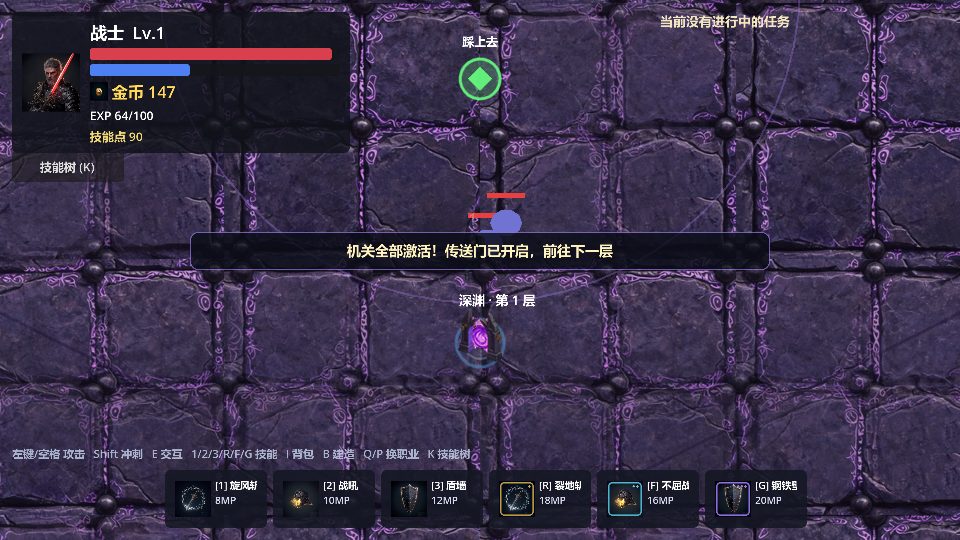 战士 Lv.1
金币 147
EXP 64/100
技能点 90
技能树 (K)
当前没有进行中的任务
踩上去
机关全部激活！传送门已开启，前往下一层
深渊 · 第 1 层
左键/空格 攻击 Shift 冲刺 E 交互 1/2/3/R/F/G 技能 I 背包 B 建造 Q/P 换职业 K 技能树
[1] 旋风斩
8MP
[2] 战吼
10MP
[3] 盾墙
12MP
[R] 裂地斩
18MP
[F] 不屈战
16MP
[G] 钢铁
20MP